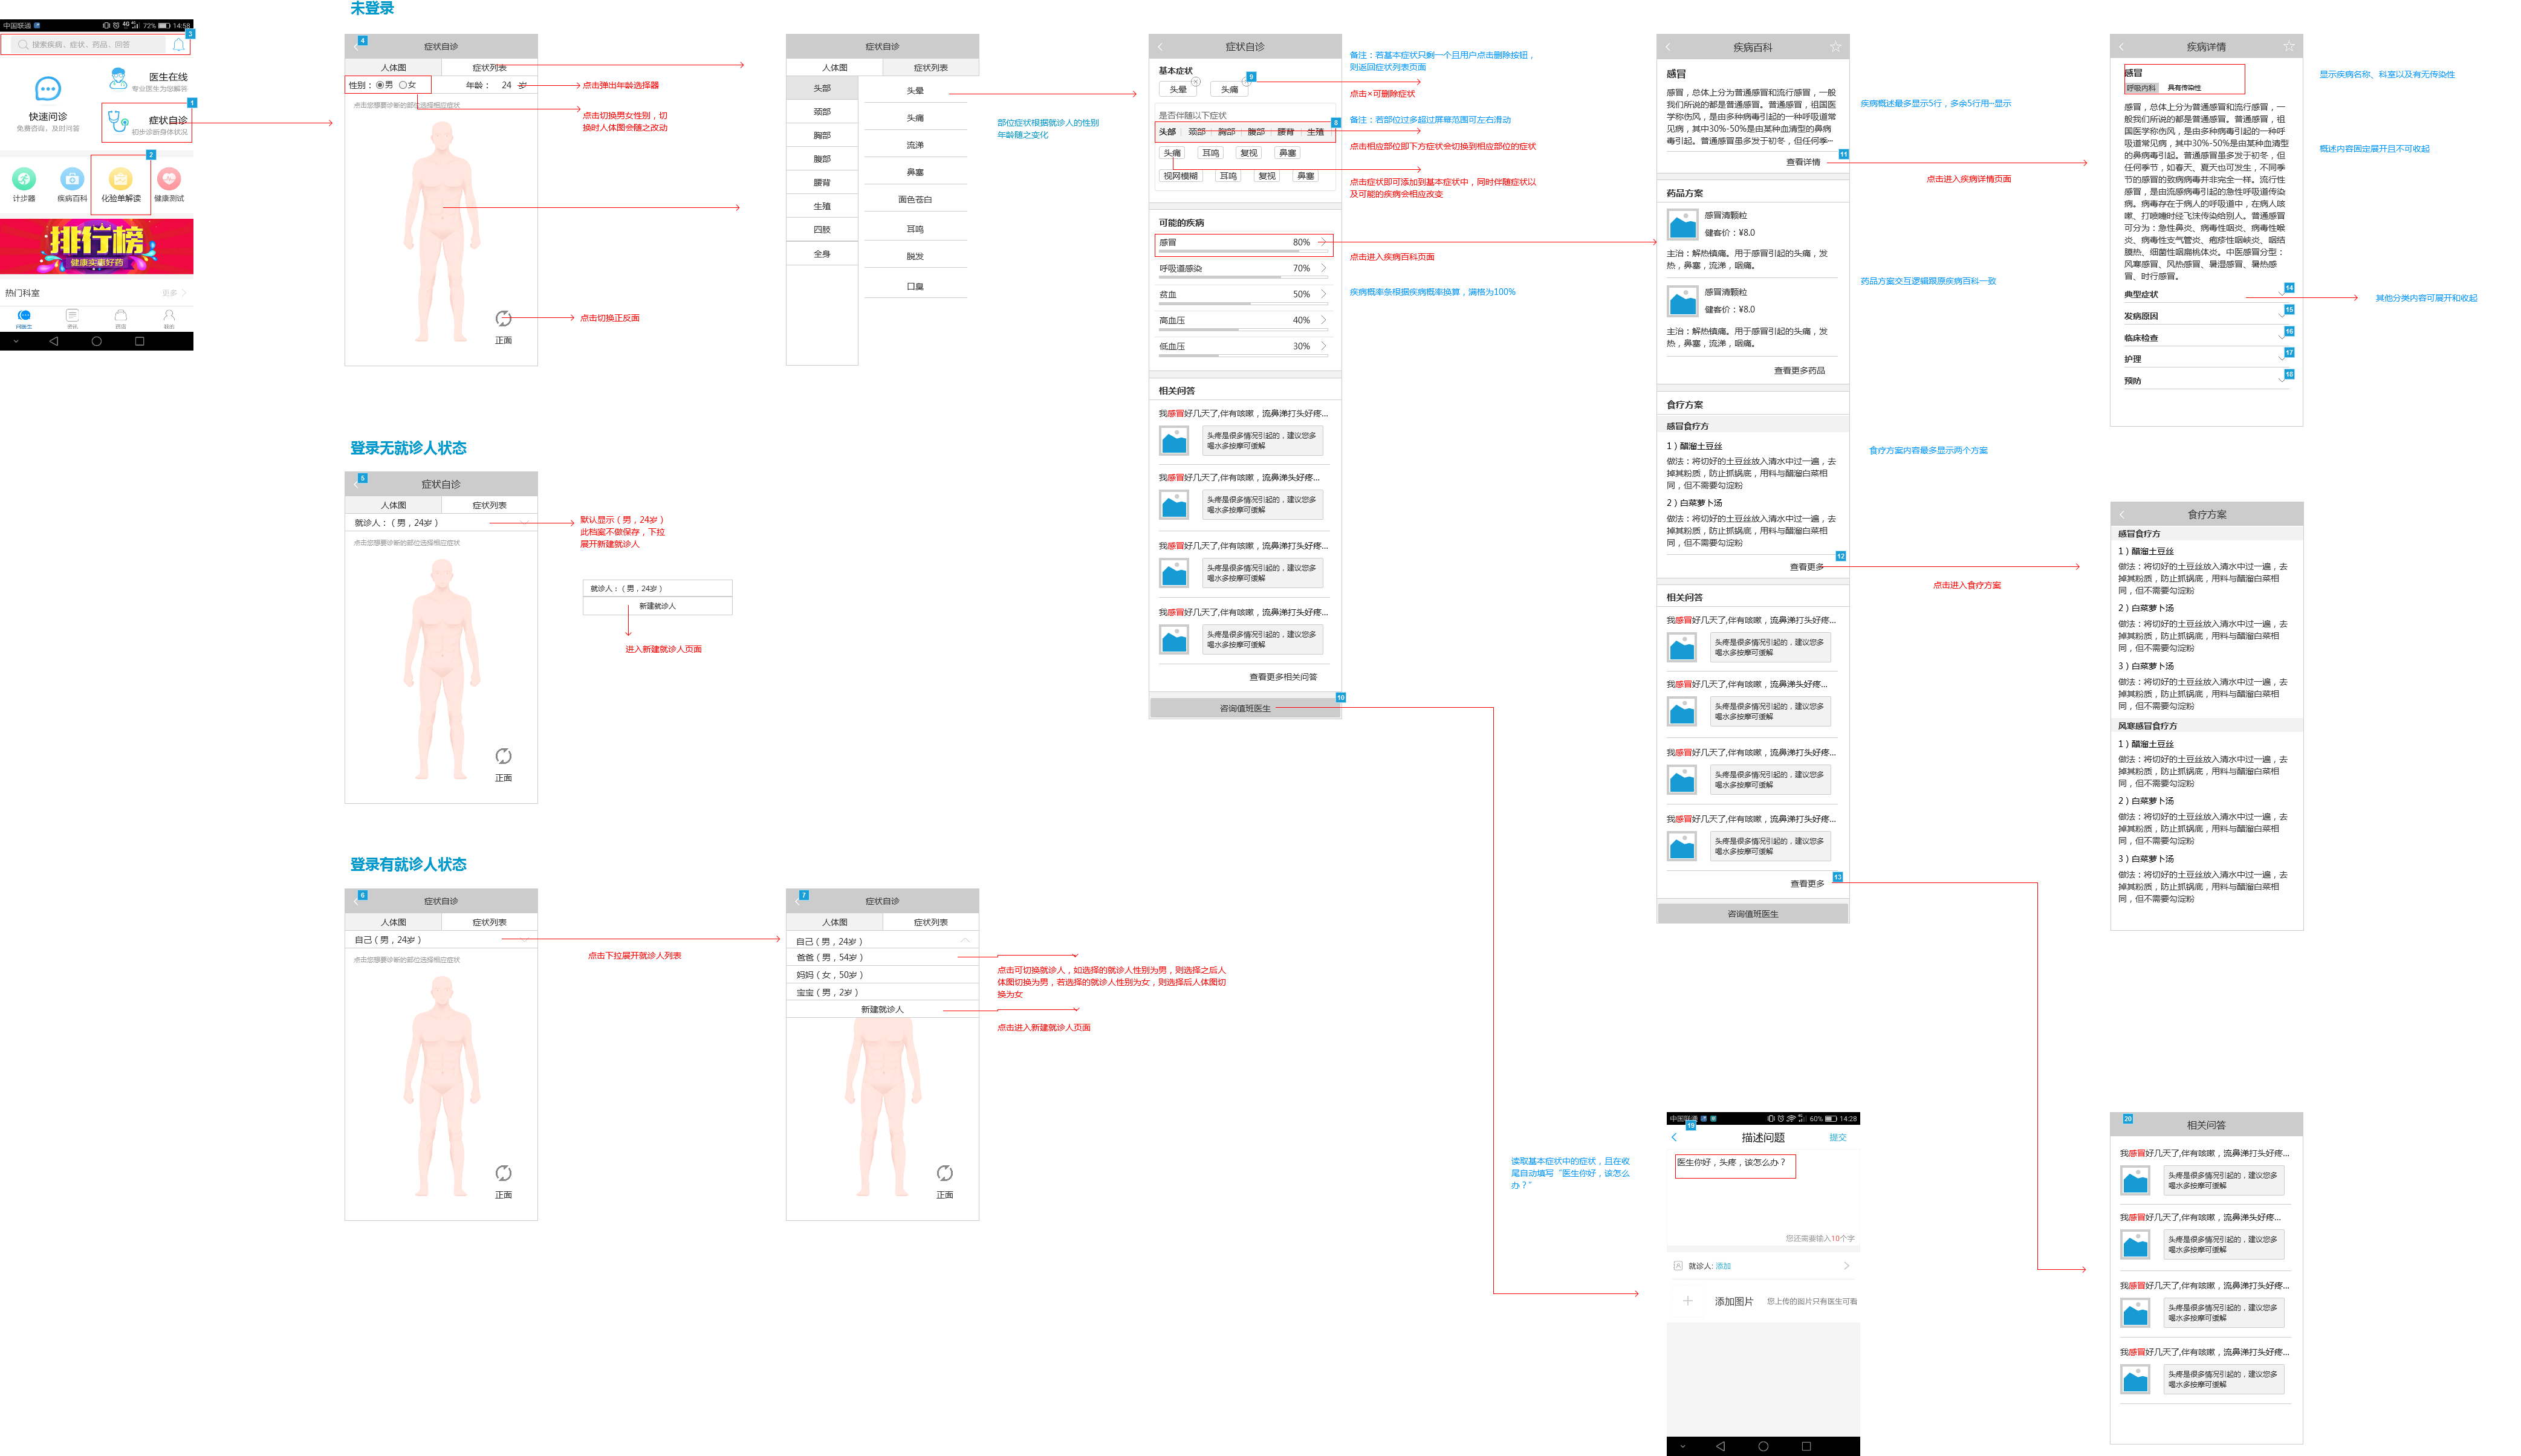 未登录
中国联通 72% 14:58
3
搜索疾病、症状、药品、回答
快速问诊
免费咨询，及时问答
医生在线
专业医生为您解答
1
症状自诊
初步诊断身体状况
2
计步器
疾病百科
化验单解读
健康测试
排行榜
健康实惠好药
热门科室
更多
问医生
资讯
我的
4
症状自诊
人体图
症状列表
性别：男 女
年龄： 24 岁
点击您想要诊断的部位选择相应症状
正面
点击弹出年龄选择器
点击切换男女性别，切
换时人体图会随之改动
点击切换正反面
症状自诊
人体图
症状列表
头部
颈部
胸部
腹部
腰背
生殖
四肢
全身
头晕
头痛
流涕
鼻塞
面色苍白
耳鸣
脱发
口臭
部位症状根据就诊人的性别
年龄随之变化
症状自诊
基本症状
9
头晕
头痛
是否伴随以下症状
8
头部 颈部 胸部 腹部 腰背 生殖
头痛 耳鸣 复视 鼻塞
视网模糊 耳鸣 复视 鼻塞
可能的疾病
感冒 80%
呼吸道感染 70%
贫血 50%
高血压 40%
低血压 30%
相关问答
我感冒好几天了,伴有咳嗽，流鼻涕打头好疼...
头疼是很多情况引起的，建议您多
喝水多按摩可缓解
我感冒好几天了,伴有咳嗽，流鼻涕头好疼...
头疼是很多情况引起的，建议您多
喝水多按摩可缓解
我感冒好几天了,伴有咳嗽，流鼻涕打头好疼...
头疼是很多情况引起的，建议您多
喝水多按摩可缓解
我感冒好几天了,伴有咳嗽，流鼻涕打头好疼...
头疼是很多情况引起的，建议您多
喝水多按摩可缓解
查看更多相关问答
10
咨询值班医生
备注：若基本症状只剩一个且用户点击删除按钮，
则返回症状列表页面
点击×可删除症状
备注：若部位过多超过屏幕范围可左右滑动
点击相应部位即下方症状会切换到相应部位的症状
点击症状即可添加到基本症状中，同时伴随症状以
及可能的疾病会相应改变
点击进入疾病百科页面
疾病概率条根据疾病概率换算，满格为100%
疾病百科
感冒
感冒，总体上分为普通感冒和流行感冒，一般
我们所说的都是普通感冒。普通感冒，祖国医
学称伤风，是由多种病毒引起的一种呼吸道常
见病，其中30%-50%是由某种血清型的鼻病
毒引起。普通感冒虽多发于初冬，但任何季···
11
查看详情
药品方案
感冒清颗粒
健客价：¥8.0
主治：解热镇痛。用于感冒引起的头痛，发
热，鼻塞，流涕，咽痛。
感冒清颗粒
健客价：¥8.0
主治：解热镇痛。用于感冒引起的头痛，发
热，鼻塞，流涕，咽痛。
查看更多药品
食疗方案
感冒食疗方
1）醋溜土豆丝
做法：将切好的土豆丝放入清水中过一遍，去
掉其粉质，防止抓锅底，用料与醋溜白菜相
同，但不需要勾淀粉
2）白菜萝卜汤
做法：将切好的土豆丝放入清水中过一遍，去
掉其粉质，防止抓锅底，用料与醋溜白菜相
同，但不需要勾淀粉
12
查看更多
相关问答
我感冒好几天了,伴有咳嗽，流鼻涕打头好疼...
头疼是很多情况引起的，建议您多
喝水多按摩可缓解
我感冒好几天了,伴有咳嗽，流鼻涕头好疼...
头疼是很多情况引起的，建议您多
喝水多按摩可缓解
我感冒好几天了,伴有咳嗽，流鼻涕打头好疼...
头疼是很多情况引起的，建议您多
喝水多按摩可缓解
我感冒好几天了,伴有咳嗽，流鼻涕打头好疼...
头疼是很多情况引起的，建议您多
喝水多按摩可缓解
13
查看更多
咨询值班医生
疾病概述最多显示5行，多余5行用···显示
点击进入疾病详情页面
药品方案交互逻辑跟原疾病百科一致
食疗方案内容最多显示两个方案
点击进入食疗方案
疾病详情
感冒
呼吸内科 具有传染性
感冒，总体上分为普通感冒和流行感冒，一
般我们所说的都是普通感冒。普通感冒，祖
国医学称伤风，是由多种病毒引起的一种呼
吸道常见病，其中30%-50%是由某种血清型
的鼻病毒引起。普通感冒虽多发于初冬，但
任何季节，如春天、夏天也可发生，不同季
节的感冒的致病病毒并非完全一样。流行性
感冒，是由流感病毒引起的急性呼吸道传染
病。病毒存在于病人的呼吸道中，在病人咳
嗽、打喷嚏时经飞沫传染给别人。普通感冒
可分为：急性鼻炎、病毒性咽炎、病毒性喉
炎、病毒性支气管炎、疱疹性咽峡炎、咽结
膜热、细菌性咽扁桃体炎。中医感冒分型：
风寒感冒、风热感冒、暑湿感冒、暑热感
冒、时行感冒。
典型症状 14
发病原因 15
临床检查 16
护理 17
预防 18
显示疾病名称、科室以及有无传染性
概述内容固定展开且不可收起
其他分类内容可展开和收起
食疗方案
感冒食疗方
1）醋溜土豆丝
做法：将切好的土豆丝放入清水中过一遍，去
掉其粉质，防止抓锅底，用料与醋溜白菜相
同，但不需要勾淀粉
2）白菜萝卜汤
做法：将切好的土豆丝放入清水中过一遍，去
掉其粉质，防止抓锅底，用料与醋溜白菜相
同，但不需要勾淀粉
3）白菜萝卜汤
做法：将切好的土豆丝放入清水中过一遍，去
掉其粉质，防止抓锅底，用料与醋溜白菜相
同，但不需要勾淀粉
风寒感冒食疗方
1）醋溜土豆丝
做法：将切好的土豆丝放入清水中过一遍，去
掉其粉质，防止抓锅底，用料与醋溜白菜相
同，但不需要勾淀粉
2）白菜萝卜汤
做法：将切好的土豆丝放入清水中过一遍，去
掉其粉质，防止抓锅底，用料与醋溜白菜相
同，但不需要勾淀粉
3）白菜萝卜汤
做法：将切好的土豆丝放入清水中过一遍，去
掉其粉质，防止抓锅底，用料与醋溜白菜相
同，但不需要勾淀粉
登录无就诊人状态
5
症状自诊
人体图
症状列表
就诊人：（男，24岁）
点击您想要诊断的部位选择相应症状
正面
默认显示（男，24岁）
此档案不做保存，下拉
展开新建就诊人
就诊人：（男，24岁）
新建就诊人
进入新建就诊人页面
登录有就诊人状态
6
症状自诊
人体图
症状列表
自己（男，24岁）
点击您想要诊断的部位选择相应症状
正面
点击下拉展开就诊人列表
7
症状自诊
人体图
症状列表
自己（男，24岁）
爸爸（男，54岁）
妈妈（女，50岁）
宝宝（男，2岁）
新建就诊人
正面
点击可切换就诊人，如选择的就诊人性别为男，则选择之后人
体图切换为男，若选择的就诊人性别为女，则选择后人体图切
换为女
点击进入新建就诊人页面
读取基本症状中的症状，且在收
尾自动填写“医生你好，该怎么
办？”
中国联通 60% 14:28
19
描述问题
提交
医生你好，头疼，该怎么办？
您还需要输入10个字
就诊人: 添加
添加图片
您上传的图片只有医生可看
20
相关问答
我感冒好几天了,伴有咳嗽，流鼻涕打头好疼...
头疼是很多情况引起的，建议您多
喝水多按摩可缓解
我感冒好几天了,伴有咳嗽，流鼻涕头好疼...
头疼是很多情况引起的，建议您多
喝水多按摩可缓解
我感冒好几天了,伴有咳嗽，流鼻涕打头好疼...
头疼是很多情况引起的，建议您多
喝水多按摩可缓解
我感冒好几天了,伴有咳嗽，流鼻涕打头好疼...
头疼是很多情况引起的，建议您多
喝水多按摩可缓解